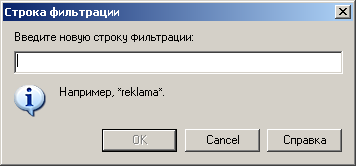 Строка фильтрации
Введите новую строку фильтрации:
Например, *reklama*.
OK Cancel Справка